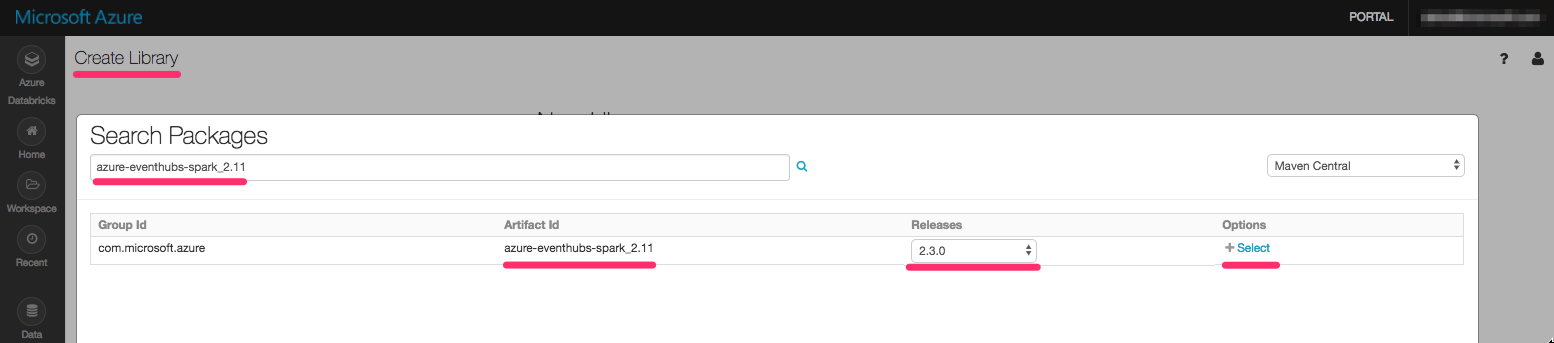 Microsoft Azure
PORTAL
Create Library
?
Azure
Databricks
Home
Workspace
Recent
Data
Search Packages
azure-eventhubs-spark_2.11
Maven Central
Group Id Artifact Id Releases Options
com.microsoft.azure azure-eventhubs-spark_2.11 2.3.0 + Select